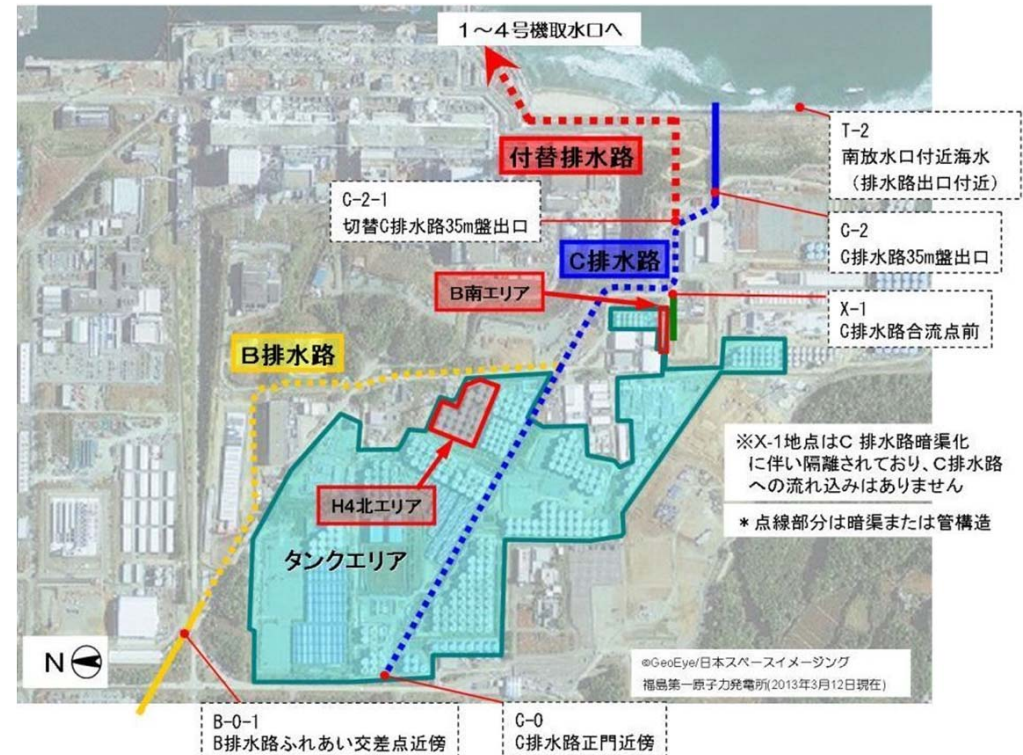 1～4号機取水口へ
付替排水路
T-2
南放水口付近海水
(排水路出口付近)
C-2-1
切替C排水路35m盤出口
C-2
C排水路35m盤出口
C排水路
B南エリア
X-1
C排水路合流点前
B排水路
※X-1地点はC 排水路暗渠化
に伴い隔離されており、C排水路
への流れ込みはありません
H4北エリア
*点線部分は暗渠または管構造
タンクエリア
N
©GeoEye/日本スペースイメージング
福島第一原子力発電所(2013年3月12日現在)
B-0-1
B排水路ふれあい交差点近傍
C-0
C排水路正門近傍